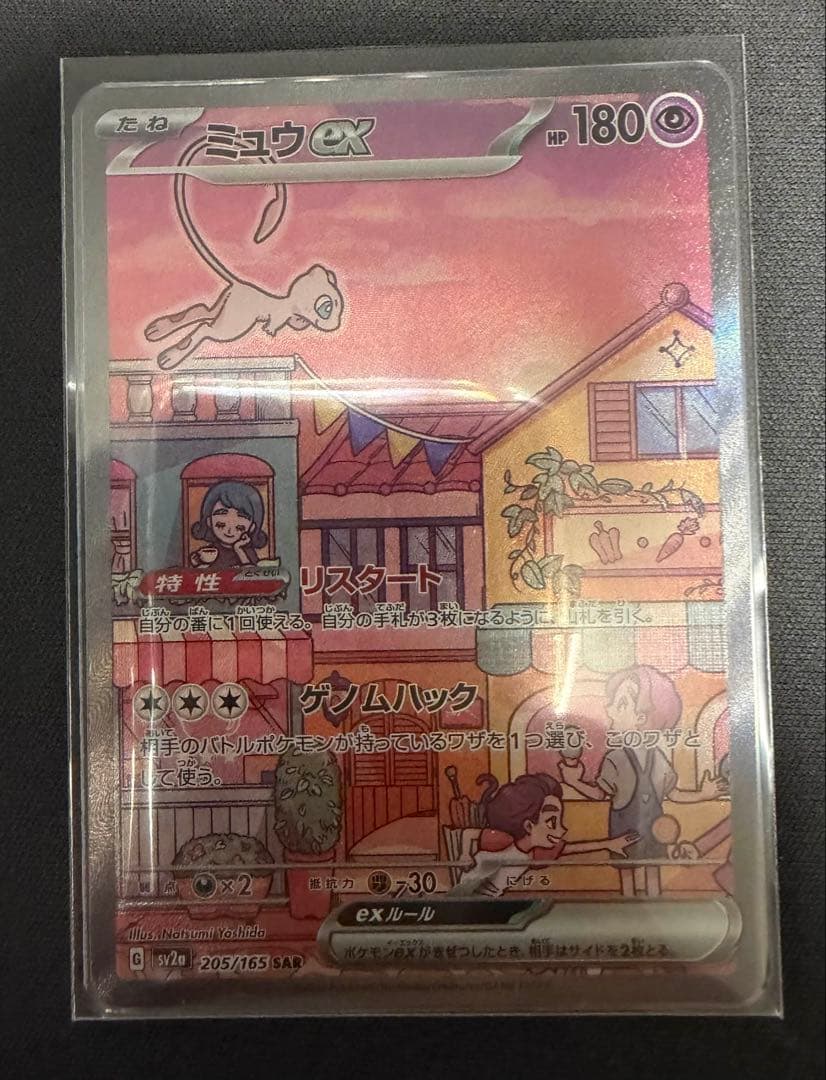 たね ミュウex HP 180
特性 とくせい リスタート
自分の番に1回使える。自分の手札が3枚になるように、山札を引く。
ゲノムハック
相手のバトルポケモンが持っているワザを1つ選び、このワザと
して使う。
弱点 ×2 抵抗力 -30 にげる
exルール
ポケモンexがきぜつしたとき、相手はサイドを2枚とる。
Illus. Natsumi Yoshida
G sv2a 205/165 SAR